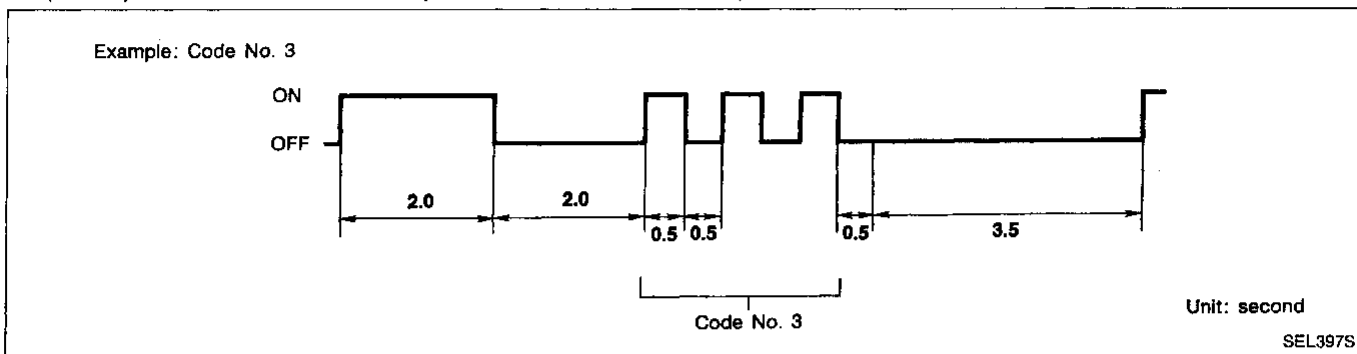 Example: Code No. 3
ON
OFF
2.0 2.0 0.5 0.5 0.5 3.5
Code No. 3
Unit: second
SEL397S